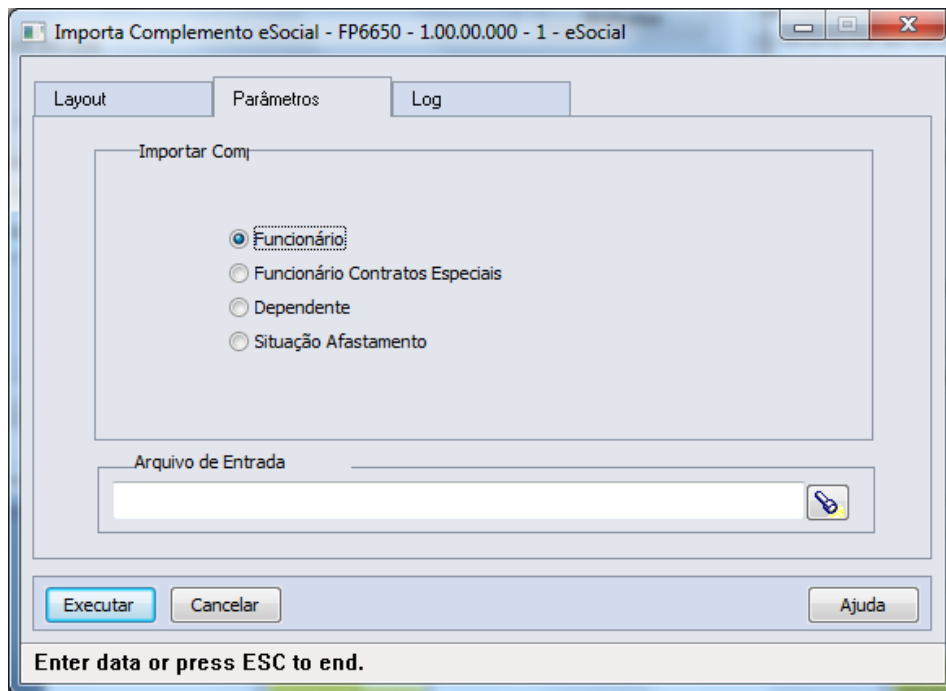 Importa Complemento eSocial - FP6650 - 1.00.00.000 - 1 - eSocial
Layout Parâmetros Log
Importar Comp
Funcionário
Funcionário Contratos Especiais
Dependente
Situação Afastamento
Arquivo de Entrada
Executar Cancelar Ajuda
Enter data or press ESC to end.